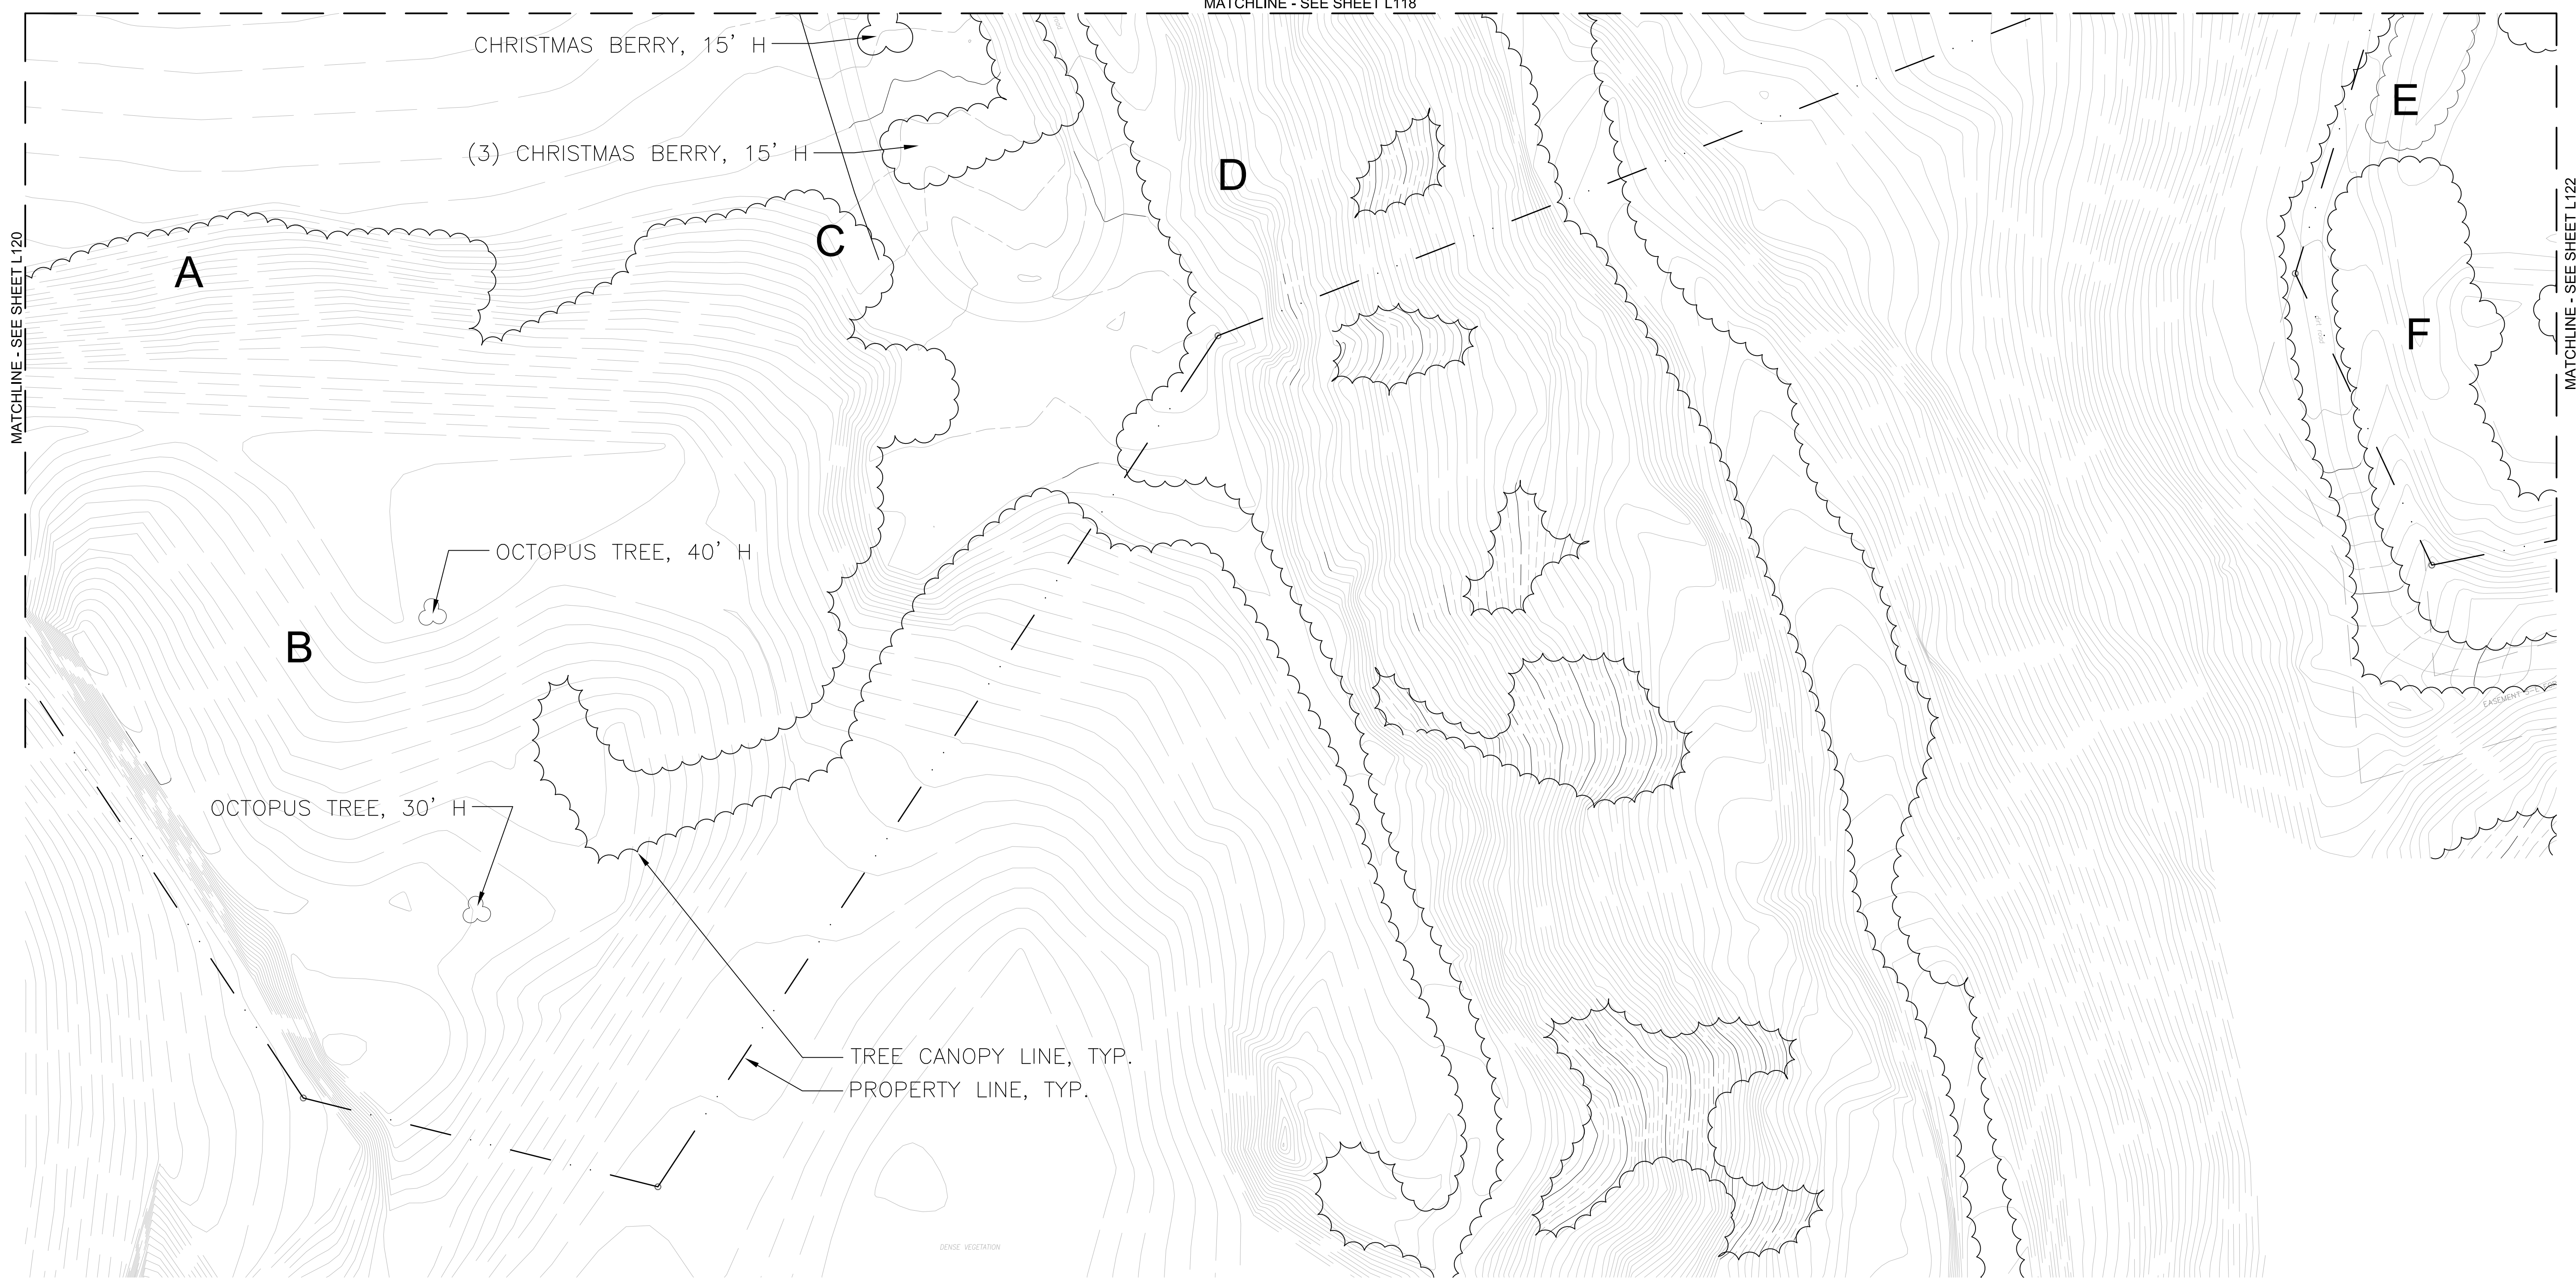 MATCHLINE - SEE SHEET L118
CHRISTMAS BERRY, 15' H
(3) CHRISTMAS BERRY, 15' H
E
D
C
A
F
MATCHLINE - SEE SHEET L120
MATCHLINE - SEE SHEET L122
OCTOPUS TREE, 40' H
B
EASEMENT
OCTOPUS TREE, 30' H
TREE CANOPY LINE, TYP.
PROPERTY LINE, TYP.
DENSE VEGETATION